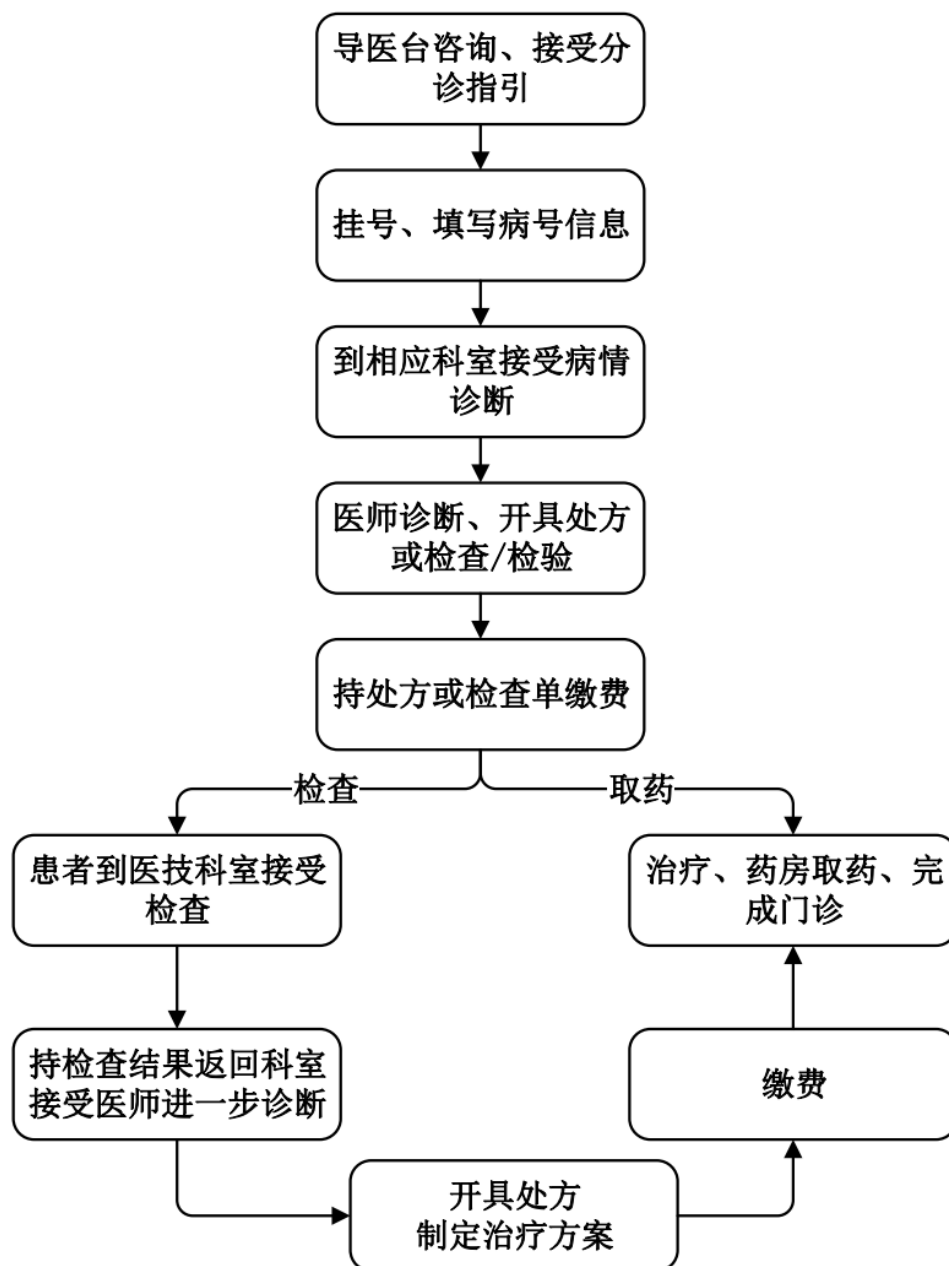 导医台咨询、接受分
诊指引
挂号、填写病号信息
到相应科室接受病情
诊断
医师诊断、开具处方
或检查/检验
持处方或检查单缴费
检查
取药
患者到医技科室接受
检查
治疗、药房取药、完
成门诊
持检查结果返回科室
接受医师进一步诊断
缴费
开具处方
制定治疗方案